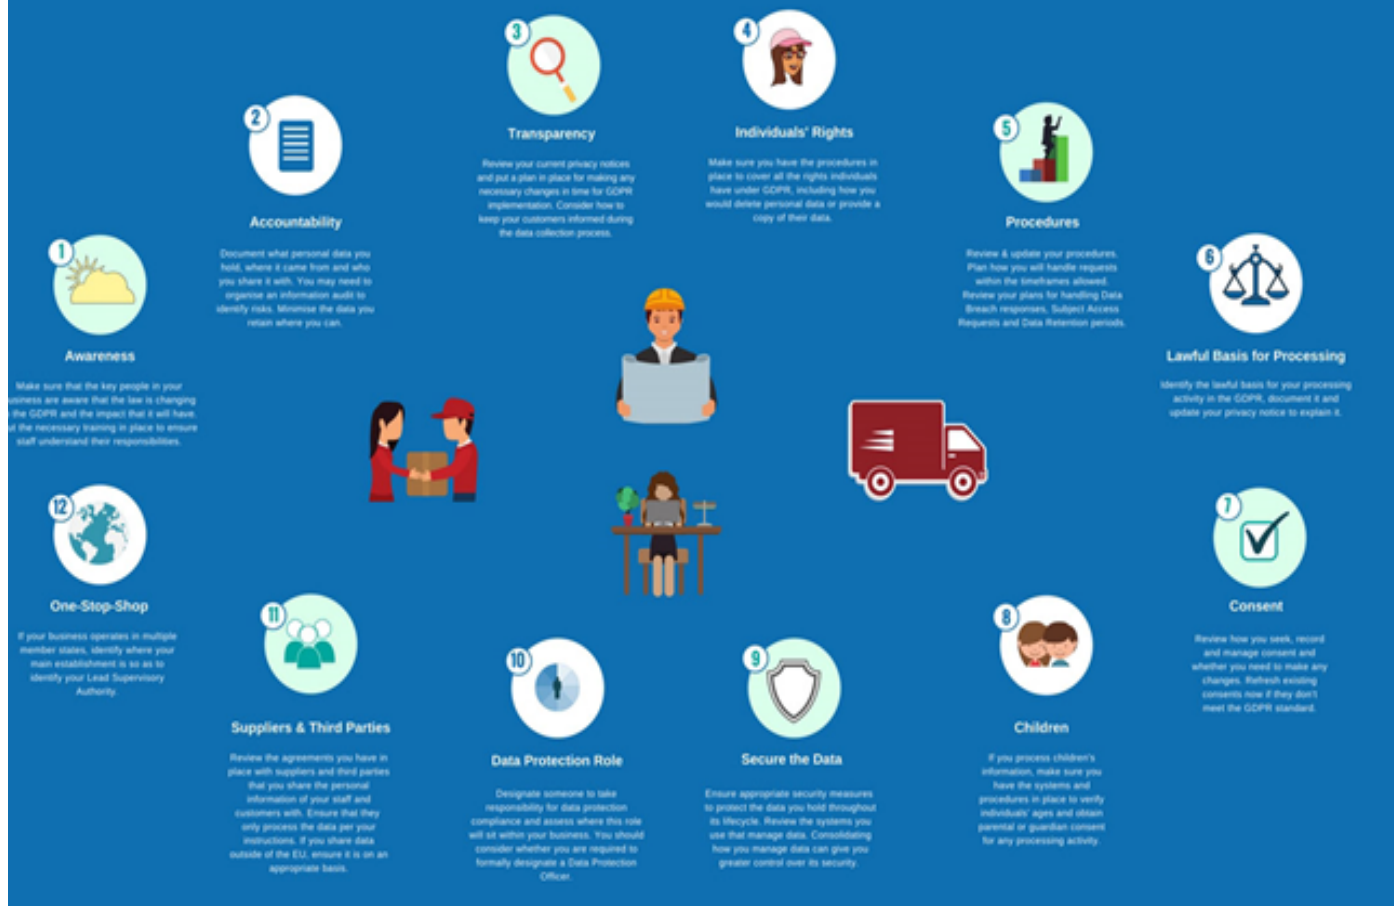 1
Awareness
Make sure that the key people in your
usiness are aware that the law is changing
the GDPR and the impact that it will have.
ut the necessary training in place to ensure
staff understand their responsibilities.
2
Accountability
Document what personal data you
hold, where it came from and who
you share it with. You may need to
organise an information audit to
identify risks. Minimise the data you
retain where you can.
3
Transparency
Review your current privacy notices
and put a plan in place for making any
necessary changes in time for GDPR
implementation. Consider how to
keep your customers informed during
the data collection process.
4
Individuals' Rights
Make sure you have the procedures in
place to cover all the rights individuals
have under GDPR, including how you
would delete personal data or provide a
copy of their data.
5
Procedures
Review & update your procedures.
Plan how you will handle requests
within the timeframes allowed.
Review your plans for handling Data
Breach responses, Subject Access
Requests and Data Retention periods.
6
Lawful Basis for Processing
Identify the lawful basis for your processing
activity in the GDPR, document it and
update your privacy notice to explain it.
7
Consent
Review how you seek, record
and manage consent and
whether you need to make any
changes. Refresh existing
consents now if they don't
meet the GDPR standard.
8
Children
If you process children's
information, make sure you
have the systems and
procedures in place to verify
individuals' ages and obtain
parental or guardian consent
for any processing activity.
9
Secure the Data
Ensure appropriate security measures
to protect the data you hold throughout
its lifecycle. Review the systems you
use that manage data. Consolidating
how you manage data can give you
greater control over its security.
10
Data Protection Role
Designate someone to take
responsibility for data protection
compliance and assess where this role
will sit within your business. You should
consider whether you are required to
formally designate a Data Protection
Officer.
11
Suppliers & Third Parties
Review the agreements you have in
place with suppliers and third parties
that you share the personal
information of your staff and
customers with. Ensure that they
only process the data per your
instructions. If you share data
outside of the EU, ensure it is on an
appropriate basis.
12
One-Stop-Shop
If your business operates in multiple
member states, identify where your
main establishment is so as to
identify your Lead Supervisory
Authority.